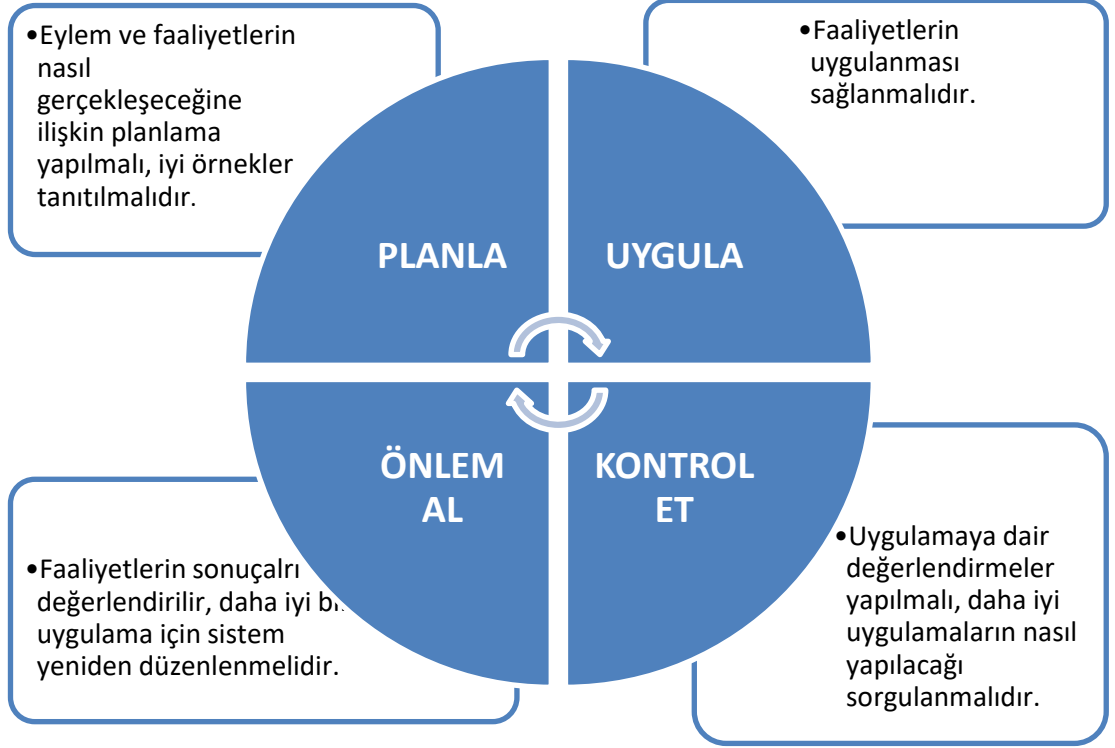 •Eylem ve faaliyetlerin
nasıl
gerçekleşeceğine
ilişkin planlama
yapılmalı, iyi örnekler
tanıtılmalıdır.
•Faaliyetlerin
uygulanması
sağlanmalıdır.
PLANLA
UYGULA
ÖNLEM
AL
KONTROL
ET
•Faaliyetlerin sonuçalrı
değerlendirilir, daha iyi
uygulama için sistem
yeniden düzenlenmelidir.
•Uygulamaya dair
değerlendirmeler
yapılmalı, daha iyi
uygulamaların nasıl
yapılacağı
sorgulanmalıdır.